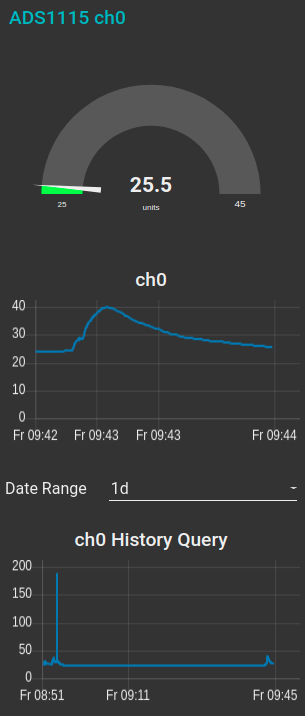 ADS1115 ch0
25.5
25 units 45
ch0
40
30
20
10
0
Fr 09:42 Fr 09:43 Fr 09:43 Fr 09:44
Date Range 1d
ch0 History Query
200
150
100
50
0
Fr 08:51 Fr 09:11 Fr 09:45